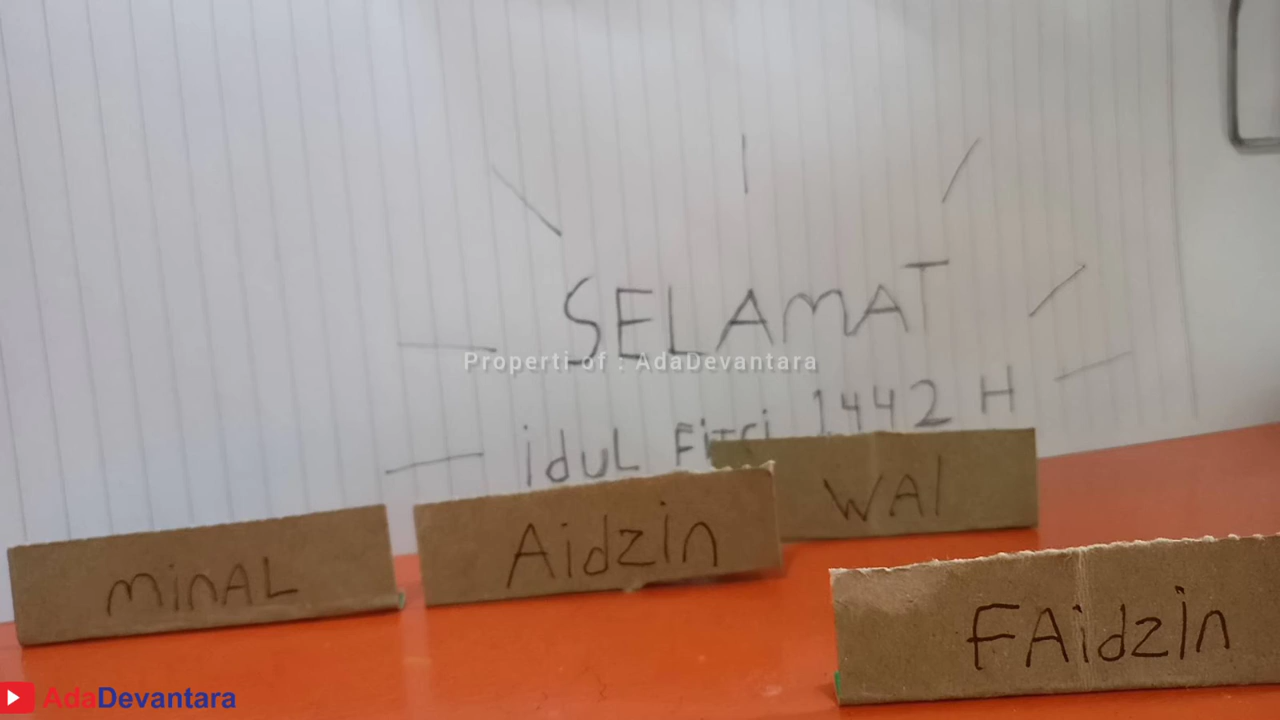 SELAMAT
Properti of : AdaDevantara
idUL Fitri 1442 H
MinAL
Aidzin
WAl
FAidzin
AdaDevantara